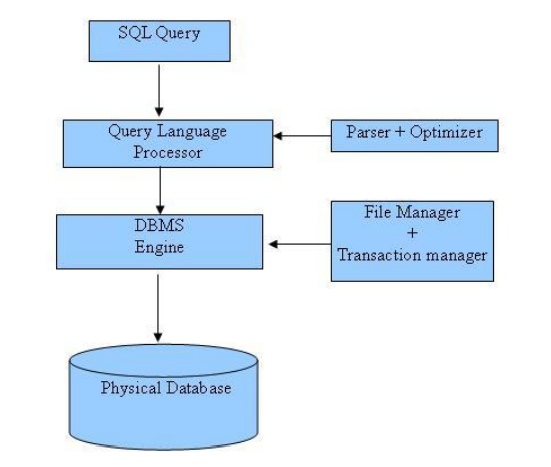 SQL Query
Query Language
Processor
Parser + Optimizer
DBMS
Engine
File Manager
+
Transaction manager
Physical Database